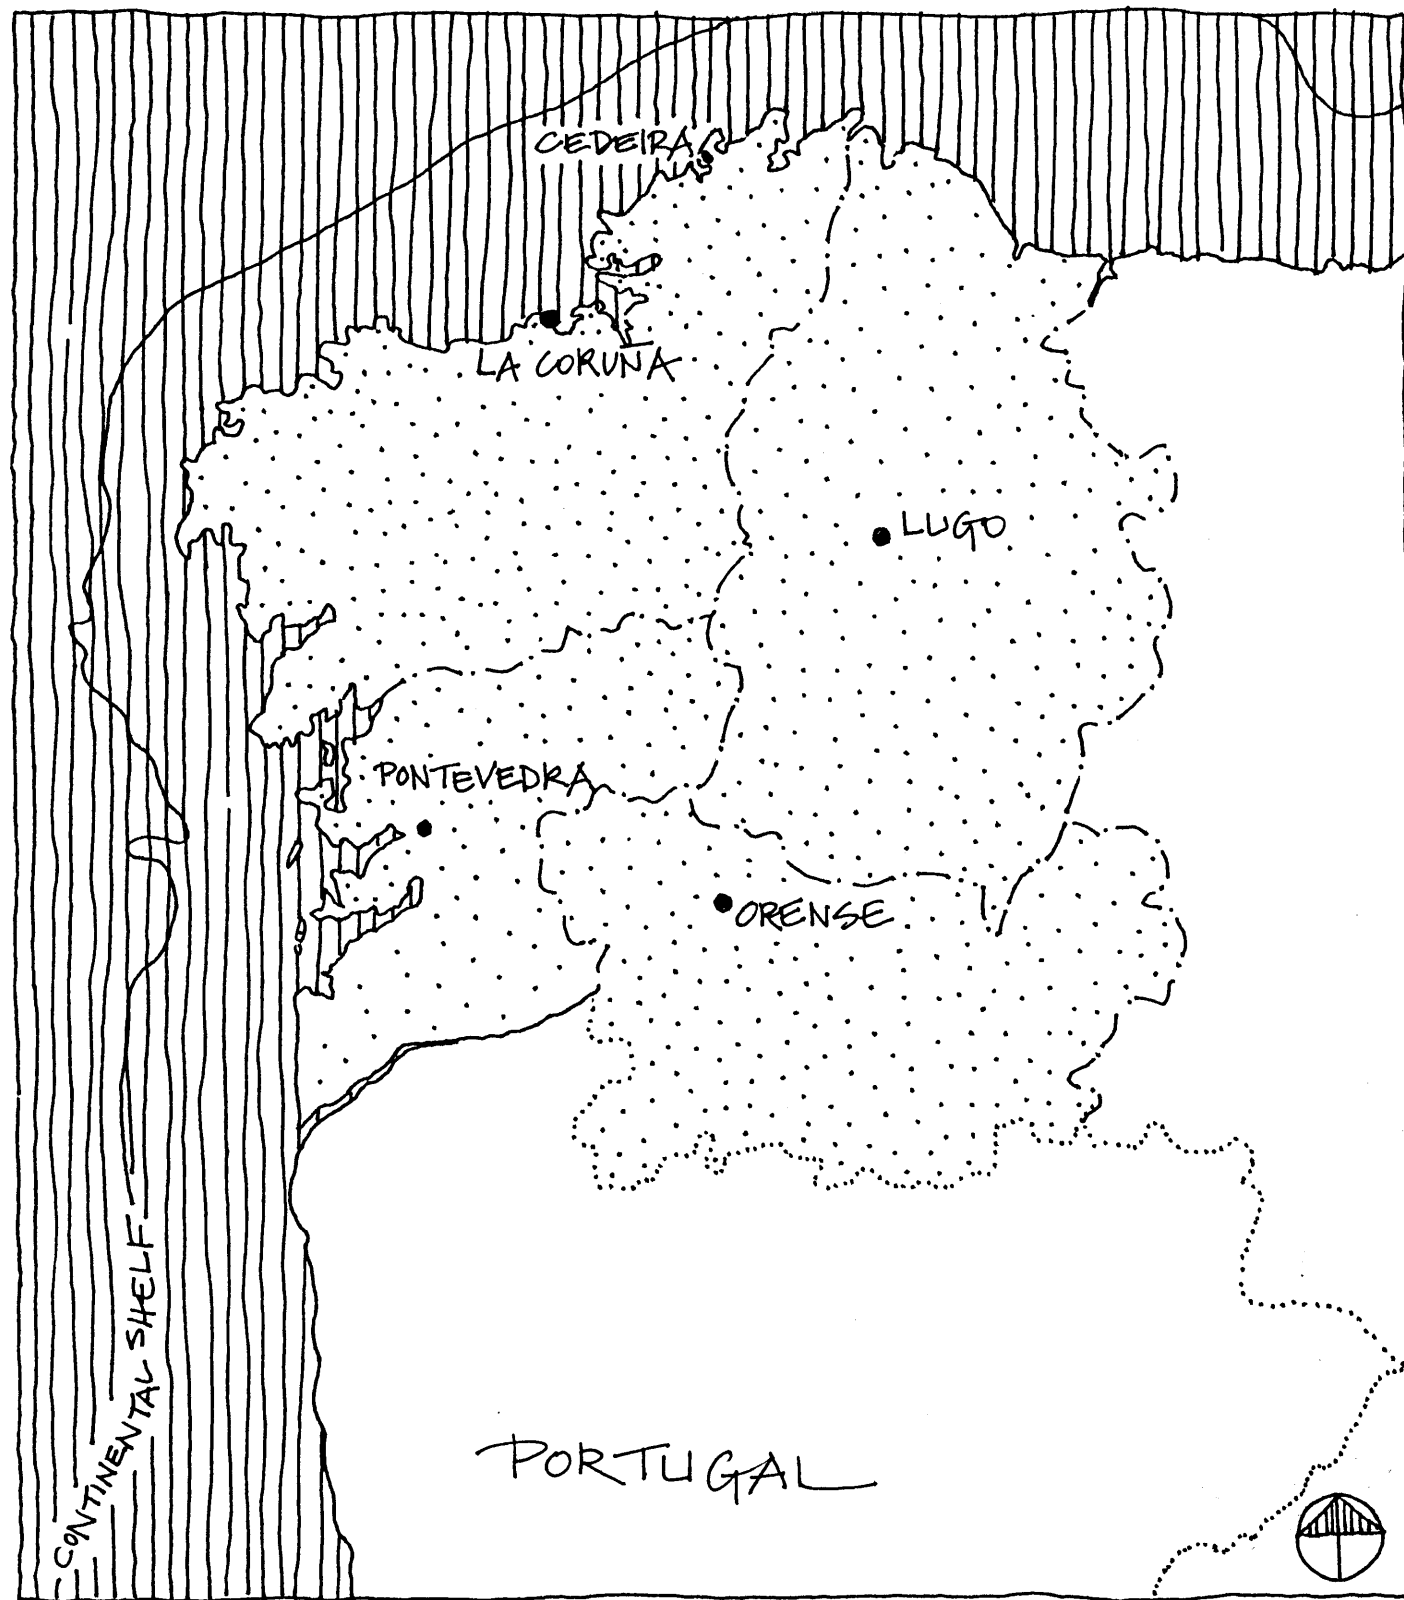 CEDEIRA
LA CORUNA
LUGO
PONTEVEDRA
ORENSE
CONTINENTAL SHELF
PORTUGAL